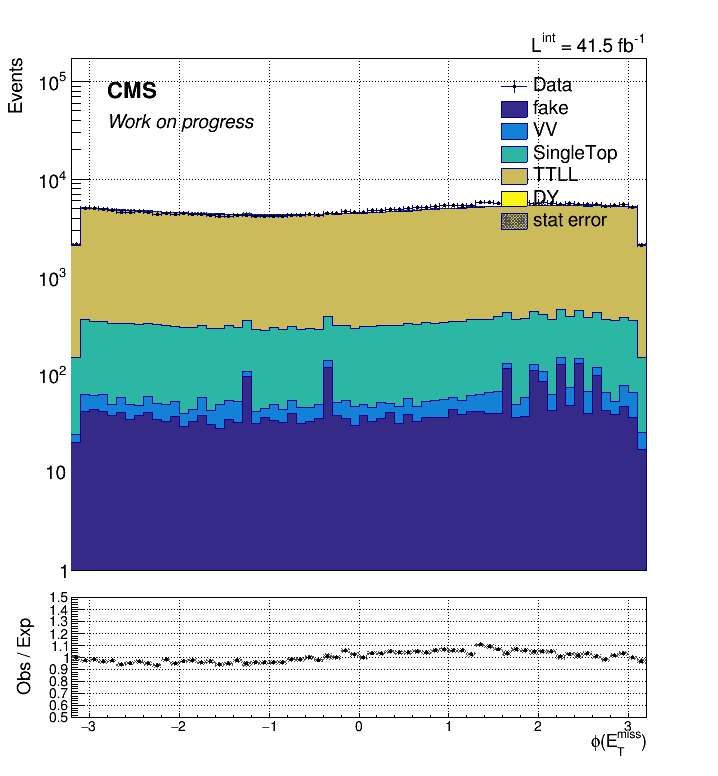 L^int = 41.5 fb^-1
Events
10^5
10^4
10^3
10^2
10
1
CMS
Work on progress
Data
fake
VV
SingleTop
TTLL
DY
stat error
Obs / Exp
1.5
1.4
1.3
1.2
1.1
1
0.9
0.8
0.7
0.6
0.5
−3 −2 −1 0 1 2 3
ϕ(E_T^miss)